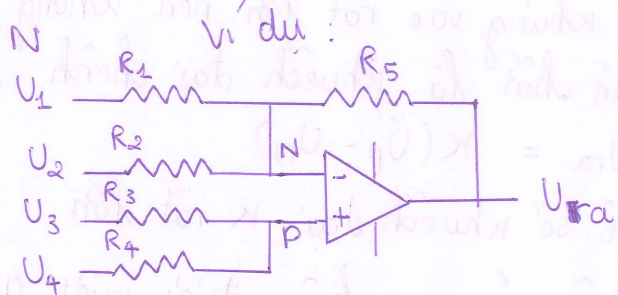 N ví dụ :
R1 R5
U1
R2
U2 N -
R3
U3 P + Ura
R4
U4